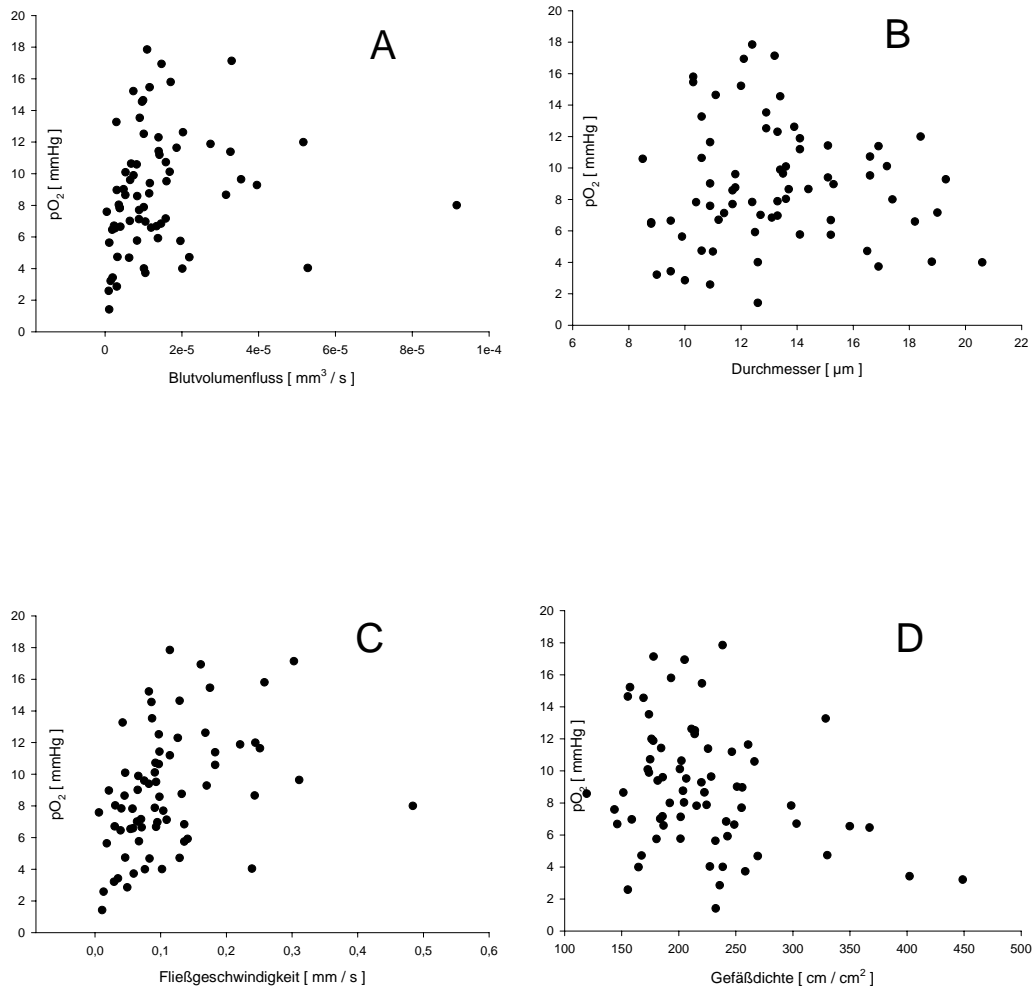 A
20
18
16
14
12
10
8
6
4
2
0
pO2 [ mmHg ]
0 2e-5 4e-5 6e-5 8e-5 1e-4
Blutvolumenfluss [ mm3 / s ]
B
20
18
16
14
12
10
8
6
4
2
0
pO2 [ mmHg ]
6 8 10 12 14 16 18 20 22
Durchmesser [ µm ]
C
20
18
16
14
12
10
8
6
4
2
0
pO2 [ mmHg ]
0,0 0,1 0,2 0,3 0,4 0,5 0,6
Fließgeschwindigkeit [ mm / s ]
D
20
18
16
14
12
10
8
6
4
2
0
pO2 [ mmHg ]
100 150 200 250 300 350 400 450 500
Gefäßdichte [ cm / cm2 ]